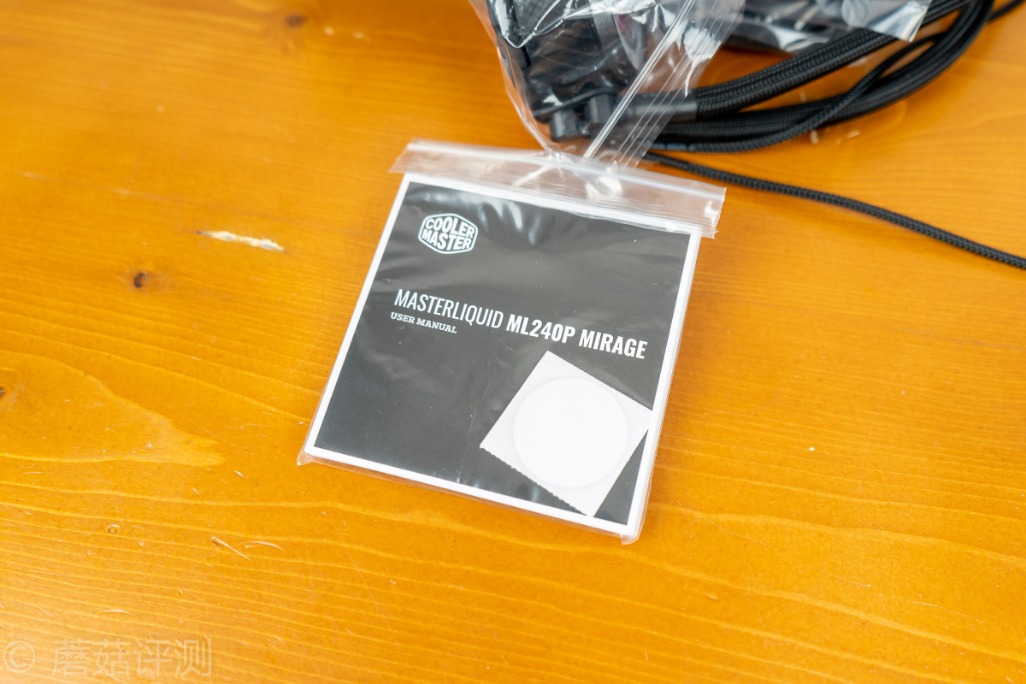 COOLER
MASTER
MASTERLIQUID ML240P MIRAGE
USER MANUAL
© 蘑菇评测